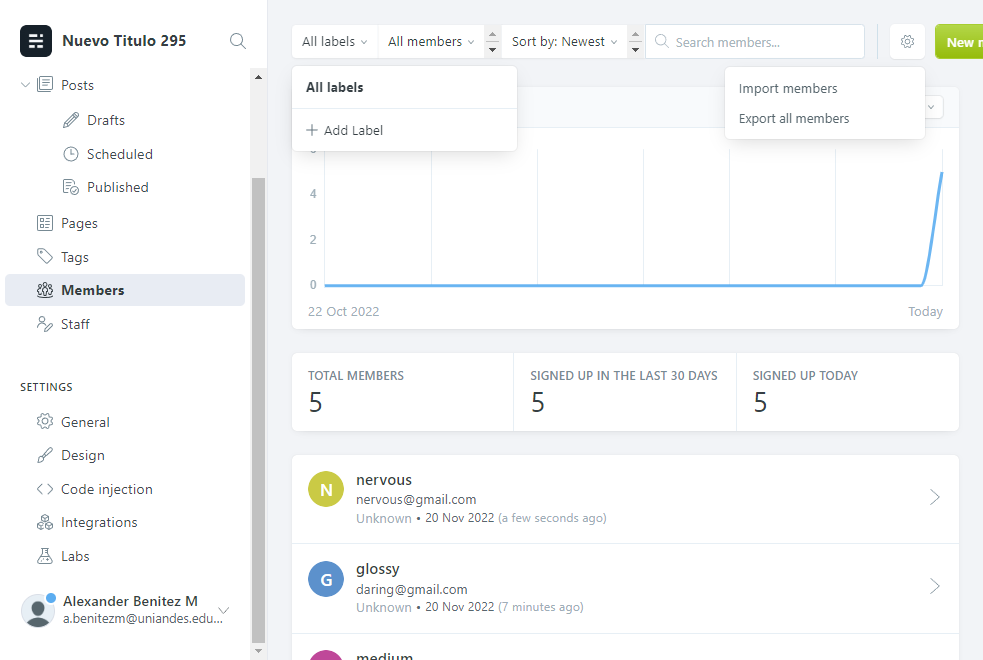 Nuevo Titulo 295
Posts
Drafts
Scheduled
Published
Pages
Tags
Members
Staff
SETTINGS
General
Design
Code injection
Integrations
Labs
Alexander Benitez M
a.benitezm@uniandes.edu...
All labels
All members
Sort by: Newest
Search members...
New
All labels
Add Label
Import members
Export all members
4
2
0
22 Oct 2022
Today
TOTAL MEMBERS
5
SIGNED UP IN THE LAST 30 DAYS
5
SIGNED UP TODAY
5
N
nervous
nervous@gmail.com
Unknown • 20 Nov 2022 (a few seconds ago)
G
glossy
daring@gmail.com
Unknown • 20 Nov 2022 (7 minutes ago)
medium